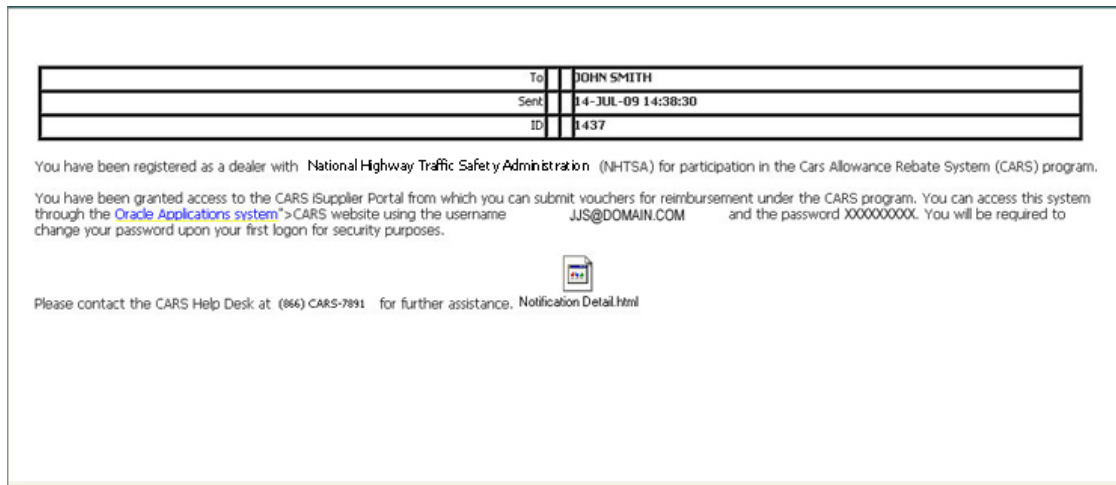 To JOHN SMITH
Sent 14-JUL-09 14:38:30
ID 1437
You have been registered as a dealer with National Highway Traffic Safety Administration (NHTSA) for participation in the Cars Allowance Rebate System (CARS) program.
You have been granted access to the CARS iSupplier Portal from which you can submit vouchers for reimbursement under the CARS program. You can access this system
through the Oracle Applications system">CARS website using the username JJS@DOMAIN.COM and the password XXXXXXXXX. You will be required to
change your password upon your first logon for security purposes.
Please contact the CARS Help Desk at (866) CARS-7891 for further assistance. Notification Detail.html